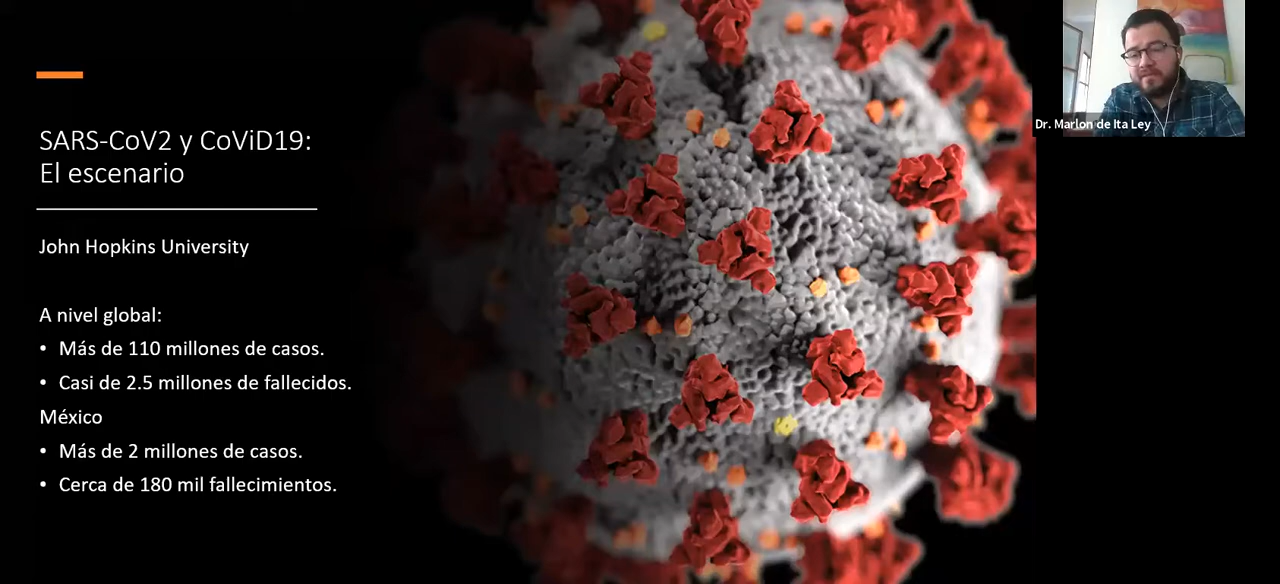 SARS-CoV2 y CoViD19:
El escenario
John Hopkins University
A nivel global:
• Más de 110 millones de casos.
• Casi de 2.5 millones de fallecidos.
México
• Más de 2 millones de casos.
• Cerca de 180 mil fallecimientos.
Dr. Marlon de Ita Ley